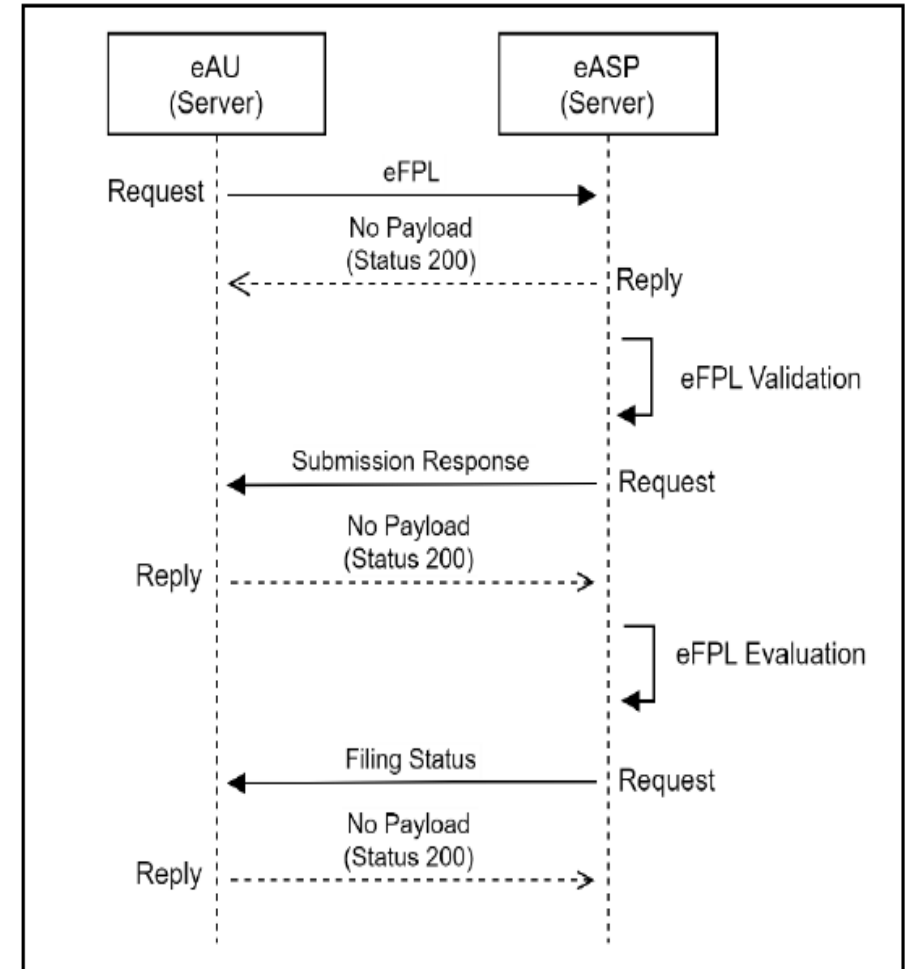 eAU
(Server)
eASP
(Server)
Request
eFPL
No Payload
(Status 200)
Reply
eFPL Validation
Submission Response
Request
No Payload
(Status 200)
Reply
eFPL Evaluation
Filing Status
Request
No Payload
(Status 200)
Reply